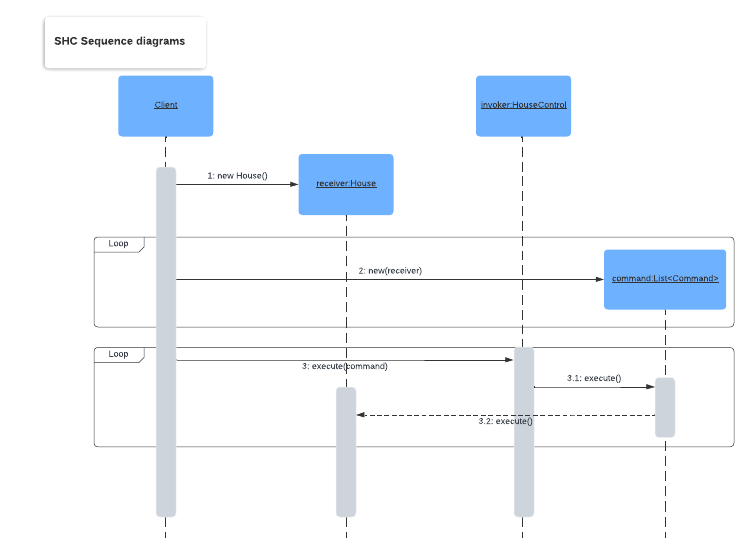 SHC Sequence diagrams
Client
invoker:HouseControl
1: new House()
receiver:House
Loop
2: new(receiver)
command:List<Command>
Loop
3: execute(command)
3.1: execute()
3.2: execute()